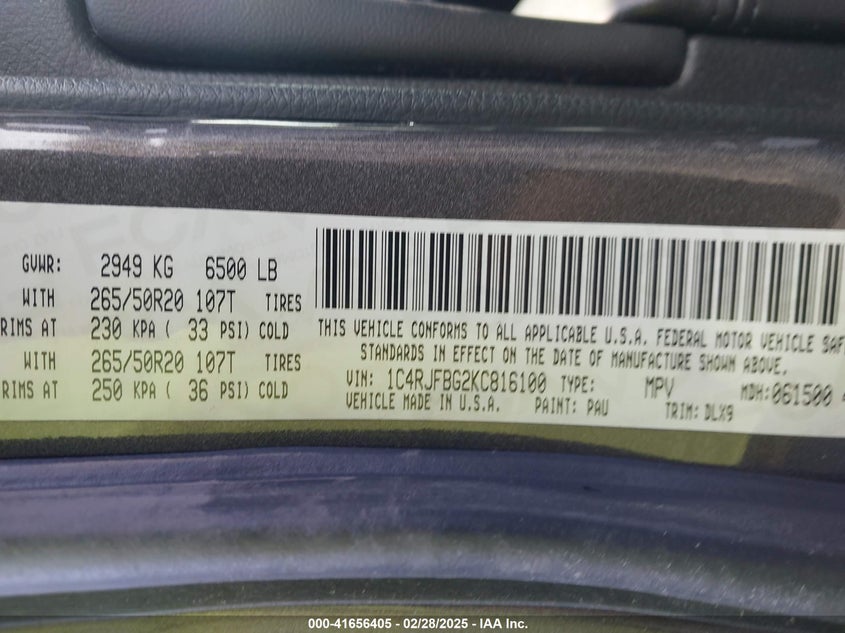 GVWR: 2949 KG 6500 LB
WITH 265/50R20 107T TIRES
RIMS AT 230 KPA ( 33 PSI) COLD
WITH 265/50R20 107T TIRES
RIMS AT 250 KPA ( 36 PSI) COLD
THIS VEHICLE CONFORMS TO ALL APPLICABLE U.S.A. FEDERAL MOTOR VEHICLE SAF
STANDARDS IN EFFECT ON THE DATE OF MANUFACTURE SHOWN ABOVE.
VIN: 1C4RJFBG2KC816100 TYPE: MPV MDH: 061500
VEHICLE MADE IN U.S.A. PAINT: PAU TRIM: DLX9
000-41656405 - 02/28/2025 - IAA Inc.